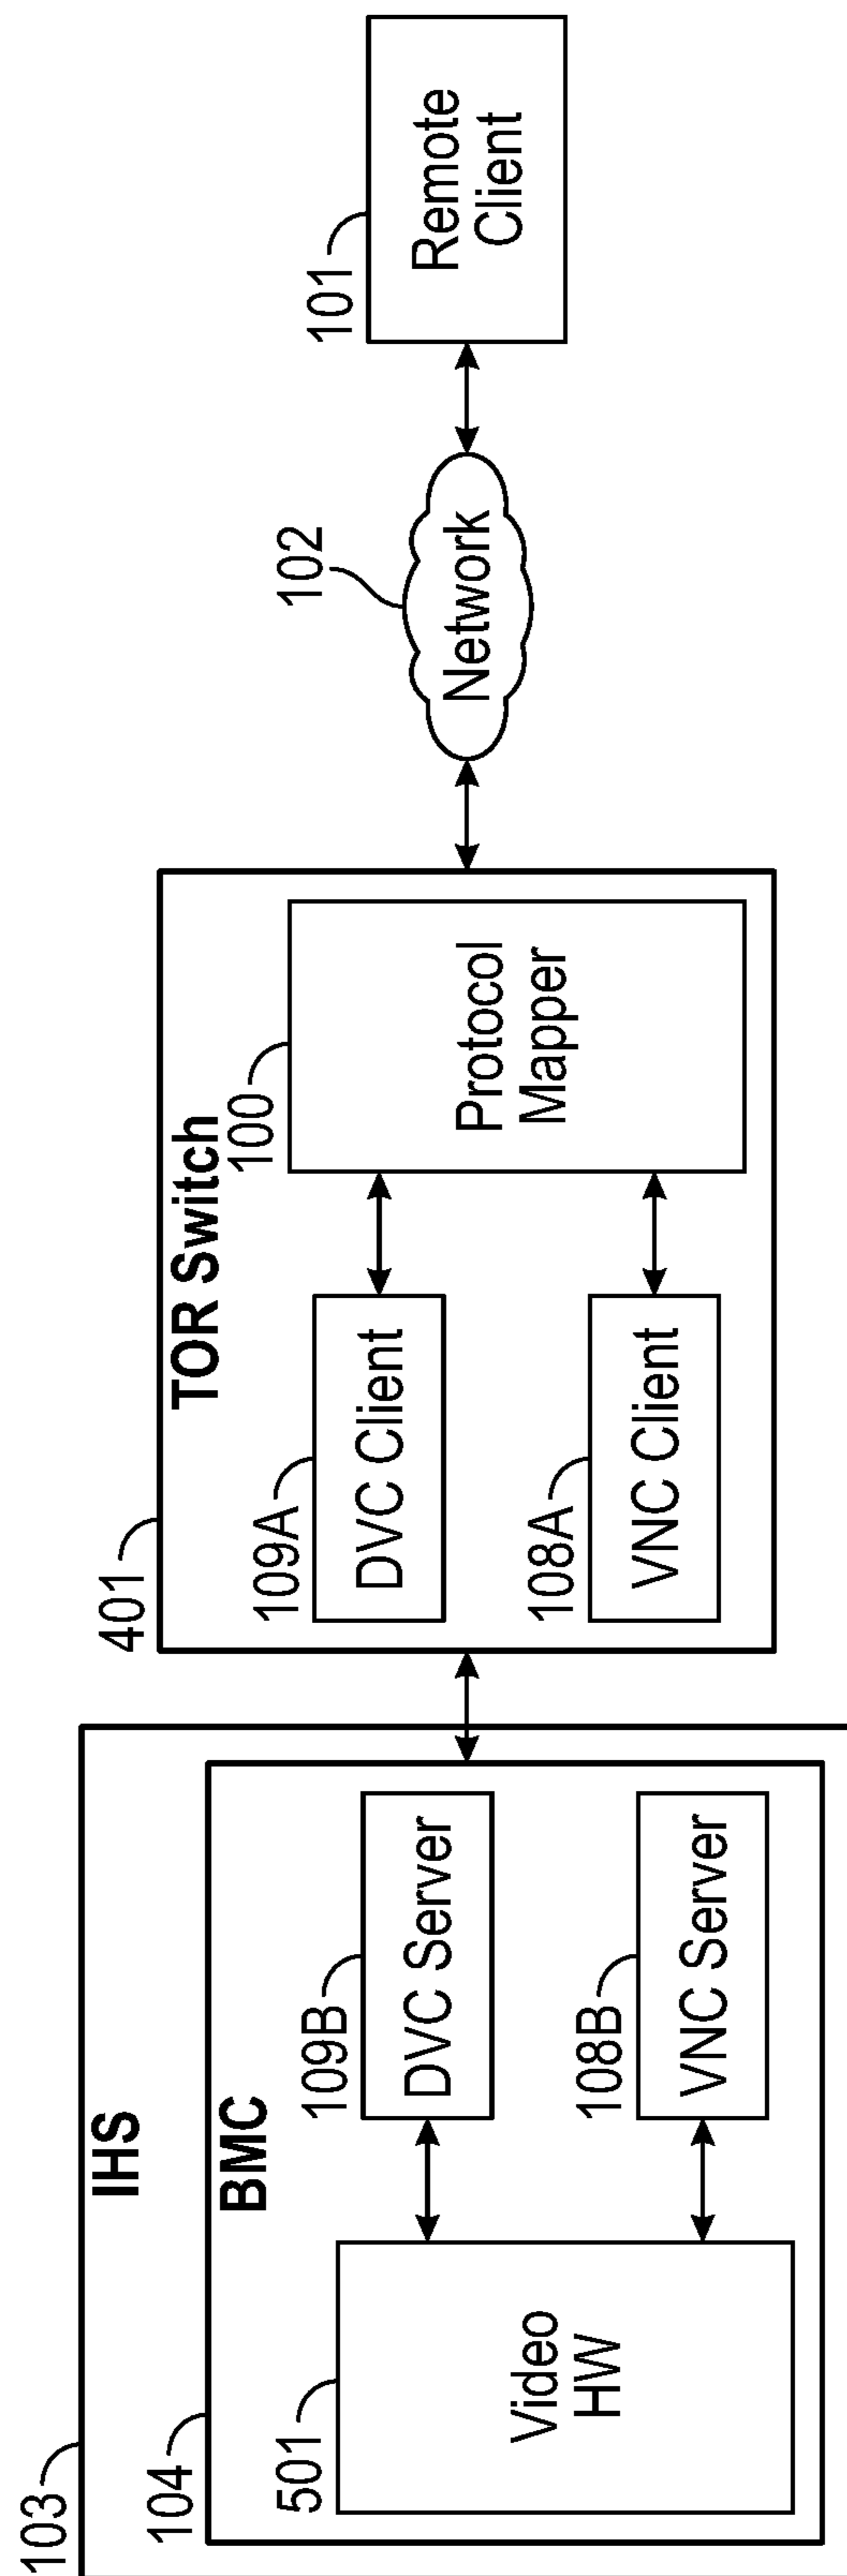 103
IHS
104
BMC
501
Video
HW
109B
DVC Server
108B
VNC Server
401
TOR Switch
109A
DVC Client
108A
VNC Client
100
Protocol
Mapper
102
Network
101
Remote
Client